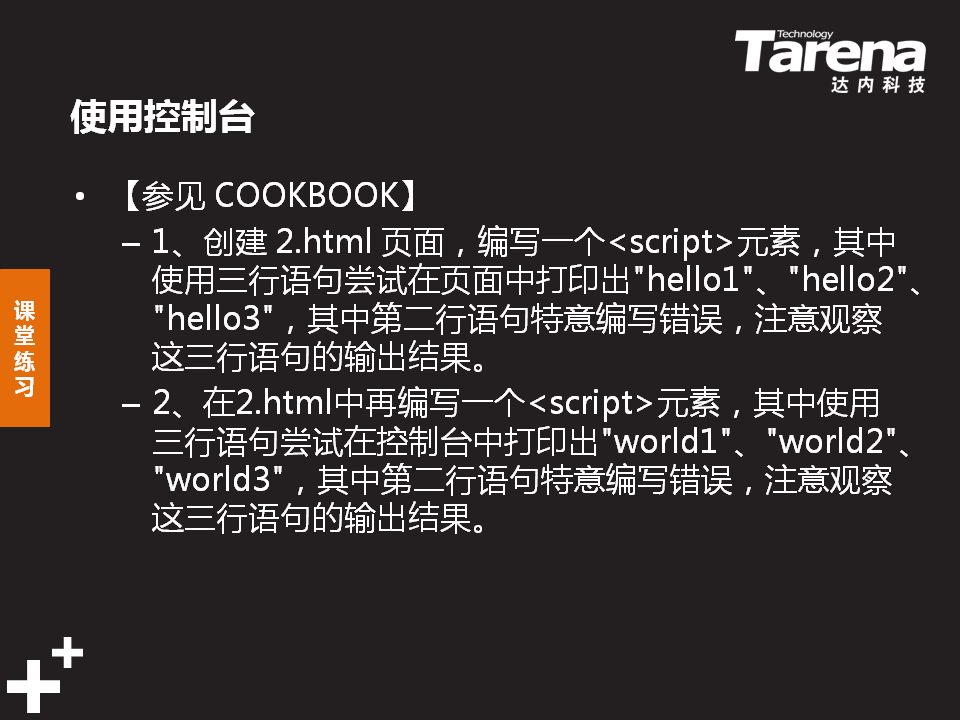 Technology
Tarena
达内科技
使用控制台
• 【参见 COOKBOOK】
– 1、创建 2.html 页面，编写一个<script>元素，其中
使用三行语句尝试在页面中打印出"hello1"、"hello2"、
"hello3"，其中第二行语句特意编写错误，注意观察
这三行语句的输出结果。
– 2、在2.html中再编写一个<script>元素，其中使用
三行语句尝试在控制台中打印出"world1"、"world2"、
"world3"，其中第二行语句特意编写错误，注意观察
这三行语句的输出结果。
课
堂
练
习